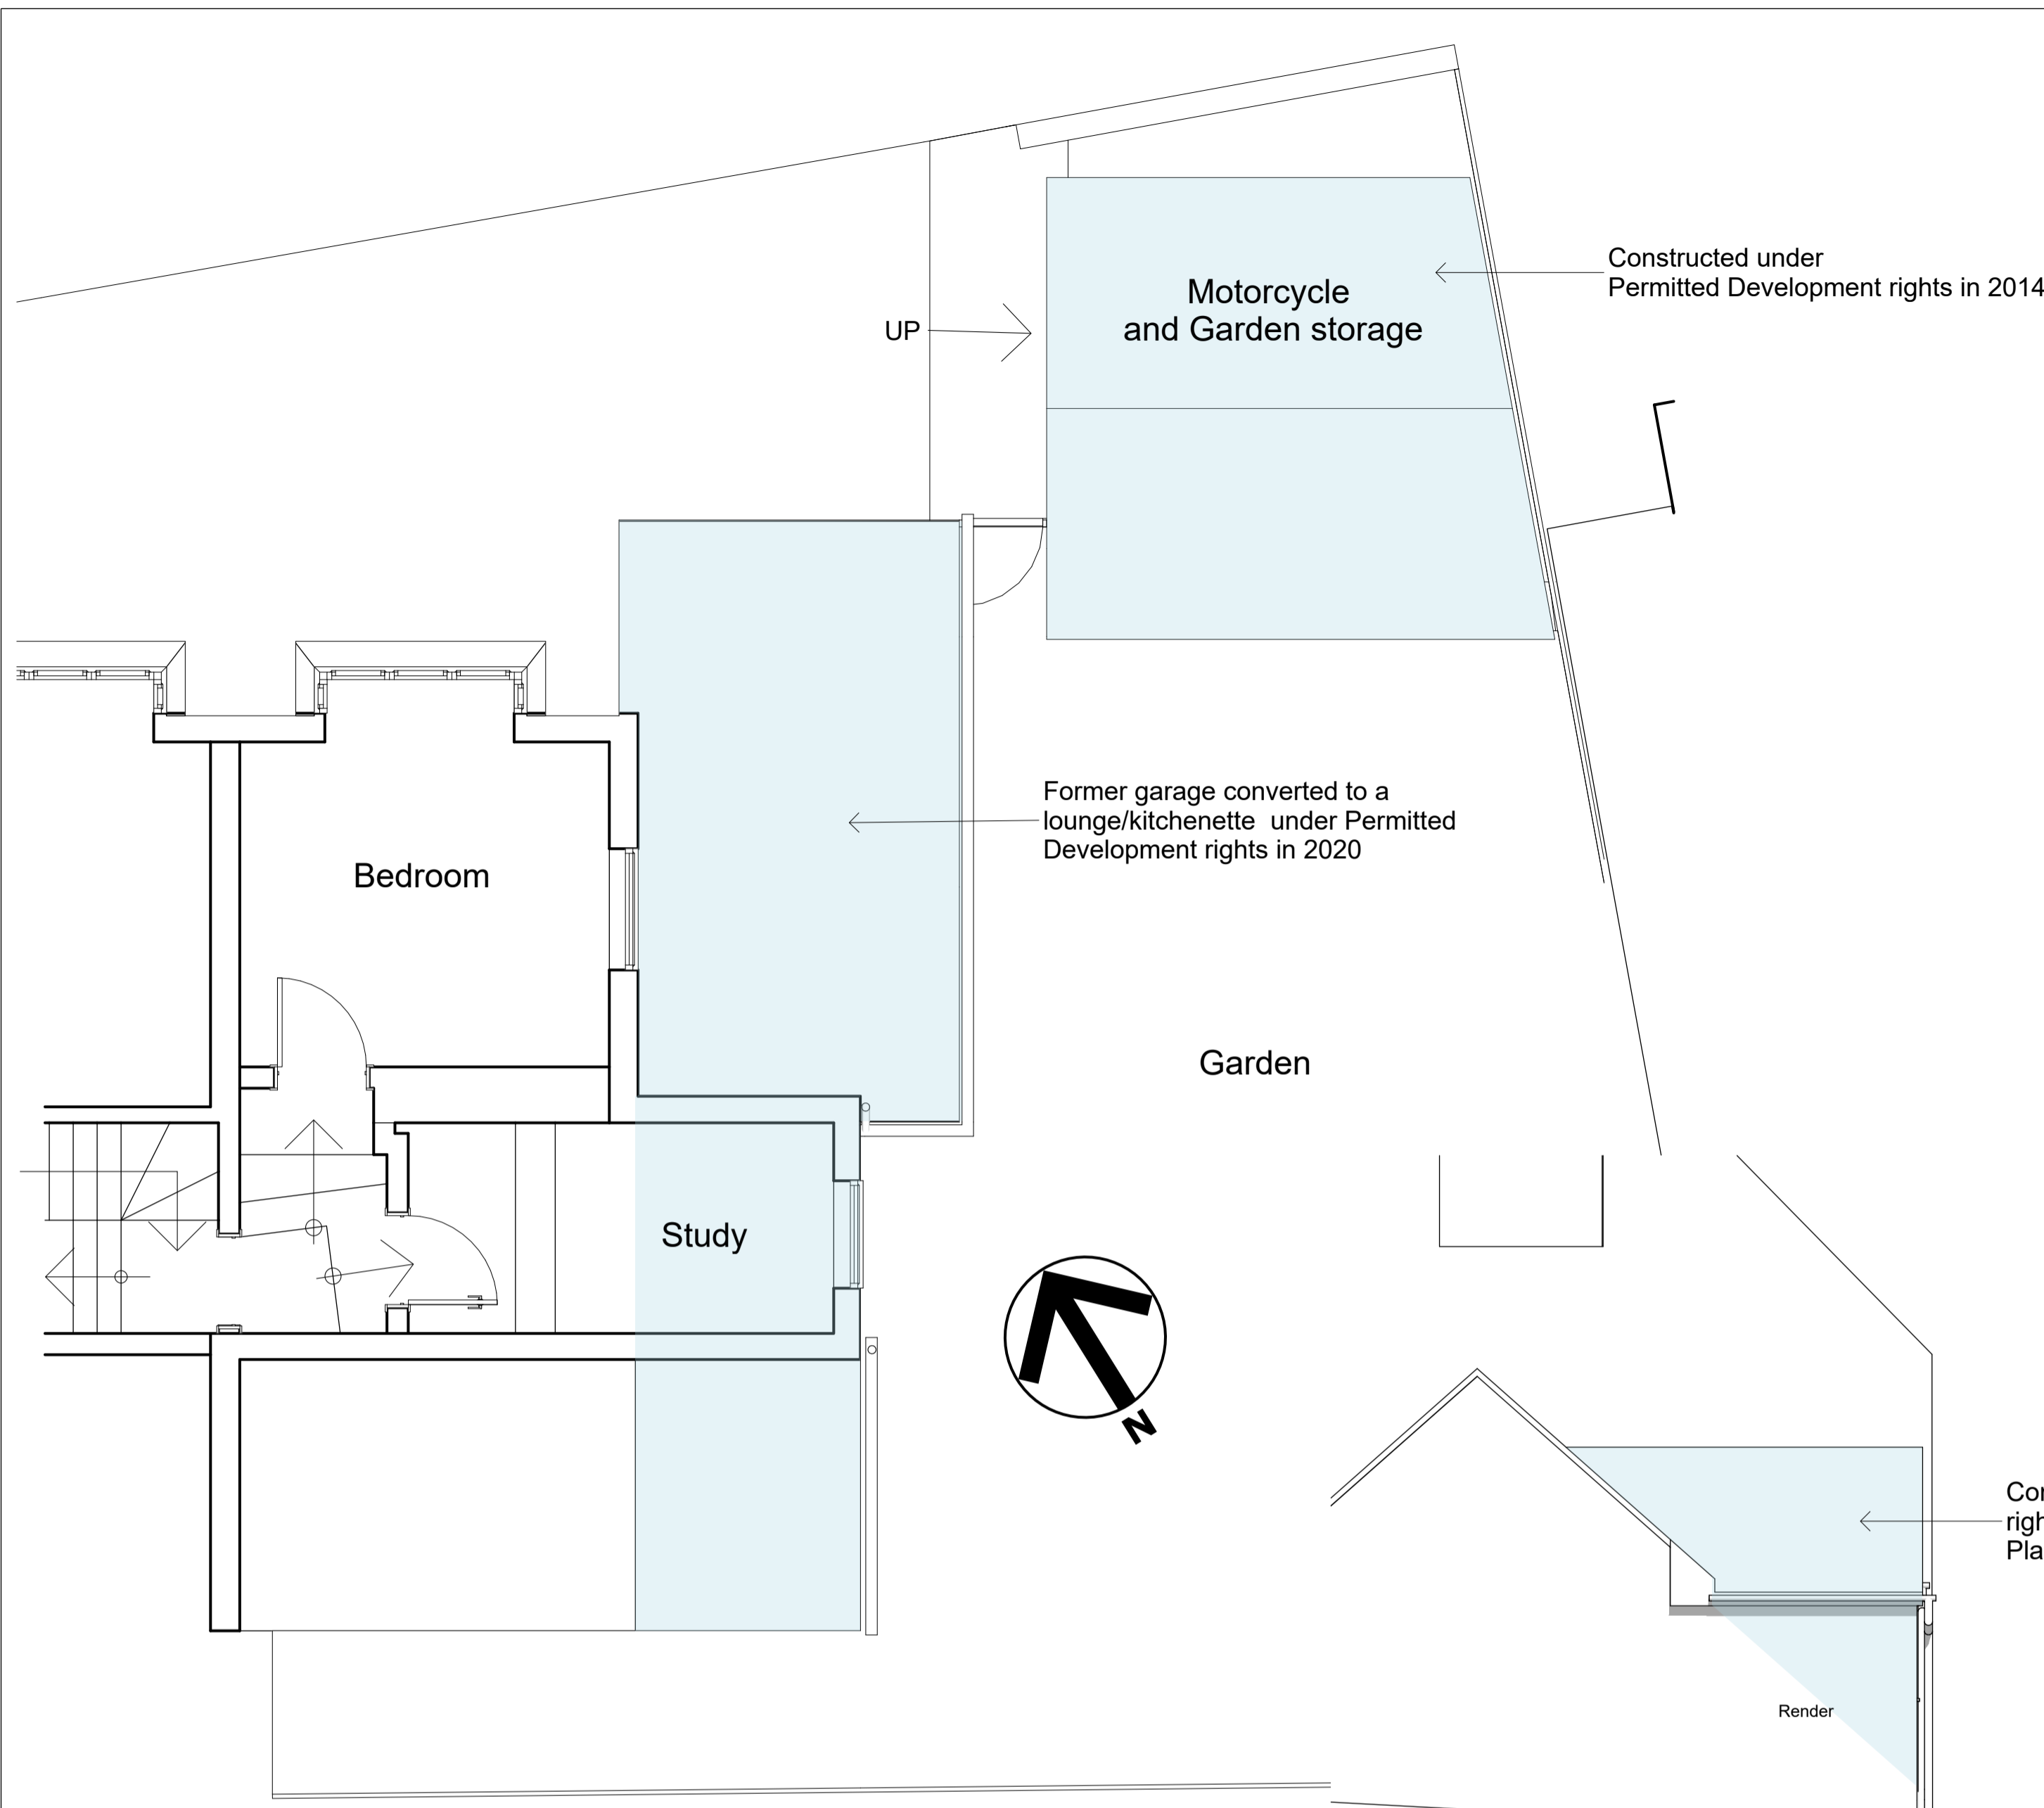 Constructed under
Permitted Development rights in 2014
Motorcycle
and Garden storage
UP
Former garage converted to a
lounge/kitchenette under Permitted
Development rights in 2020
Bedroom
Garden
Study
N
Render